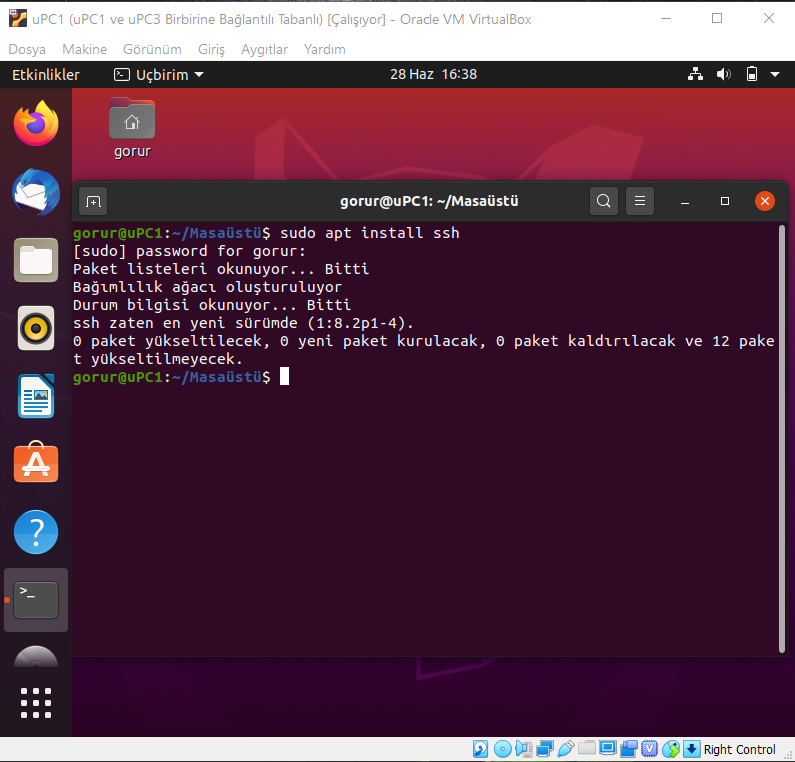 uPC1 (uPC1 ve uPC3 Birbirine Bağlantılı Tabanlı) [Çalışıyor] - Oracle VM VirtualBox
Dosya Makine Görünüm Giriş Aygıtlar Yardım
Etkinlikler Uçbirim 28 Haz 16:38
gorur
gorur@uPC1: ~/Masaüstü
gorur@uPC1:~/Masaüstü$ sudo apt install ssh
[sudo] password for gorur:
Paket listeleri okunuyor... Bitti
Bağımlılık ağacı oluşturuluyor
Durum bilgisi okunuyor... Bitti
ssh zaten en yeni sürümde (1:8.2p1-4).
0 paket yükseltilecek, 0 yeni paket kurulacak, 0 paket kaldırılacak ve 12 pake
t yükseltilmeyecek.
gorur@uPC1:~/Masaüstü$
Right Control